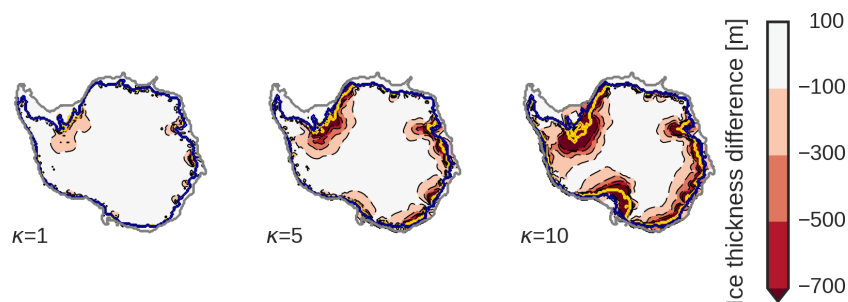 κ=1
κ=5
κ=10
ce thickness difference [m]
100
−100
−300
−500
−700